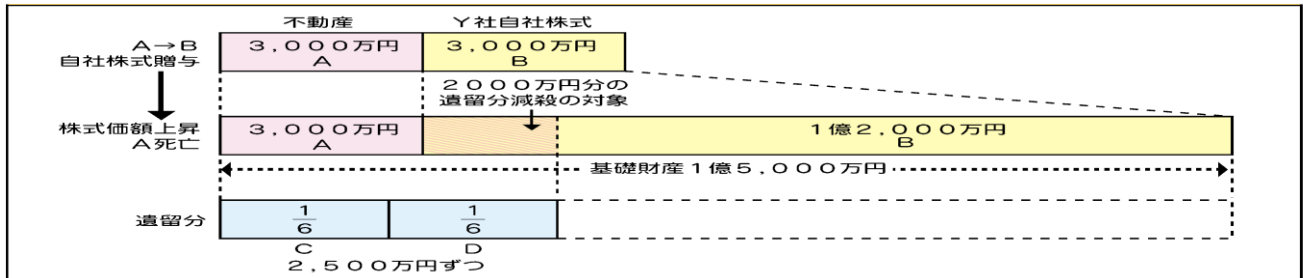 不動産 Y社自社株式
A→B
自社株式贈与
3,000万円
A
3,000万円
B
2000万円分の
遺留分減殺の対象
株式価額上昇
A死亡
3,000万円
A
1億2,000万円
B
基礎財産1億5,000万円
遺留分
1
6
1
6
C D
2,500万円ずつ